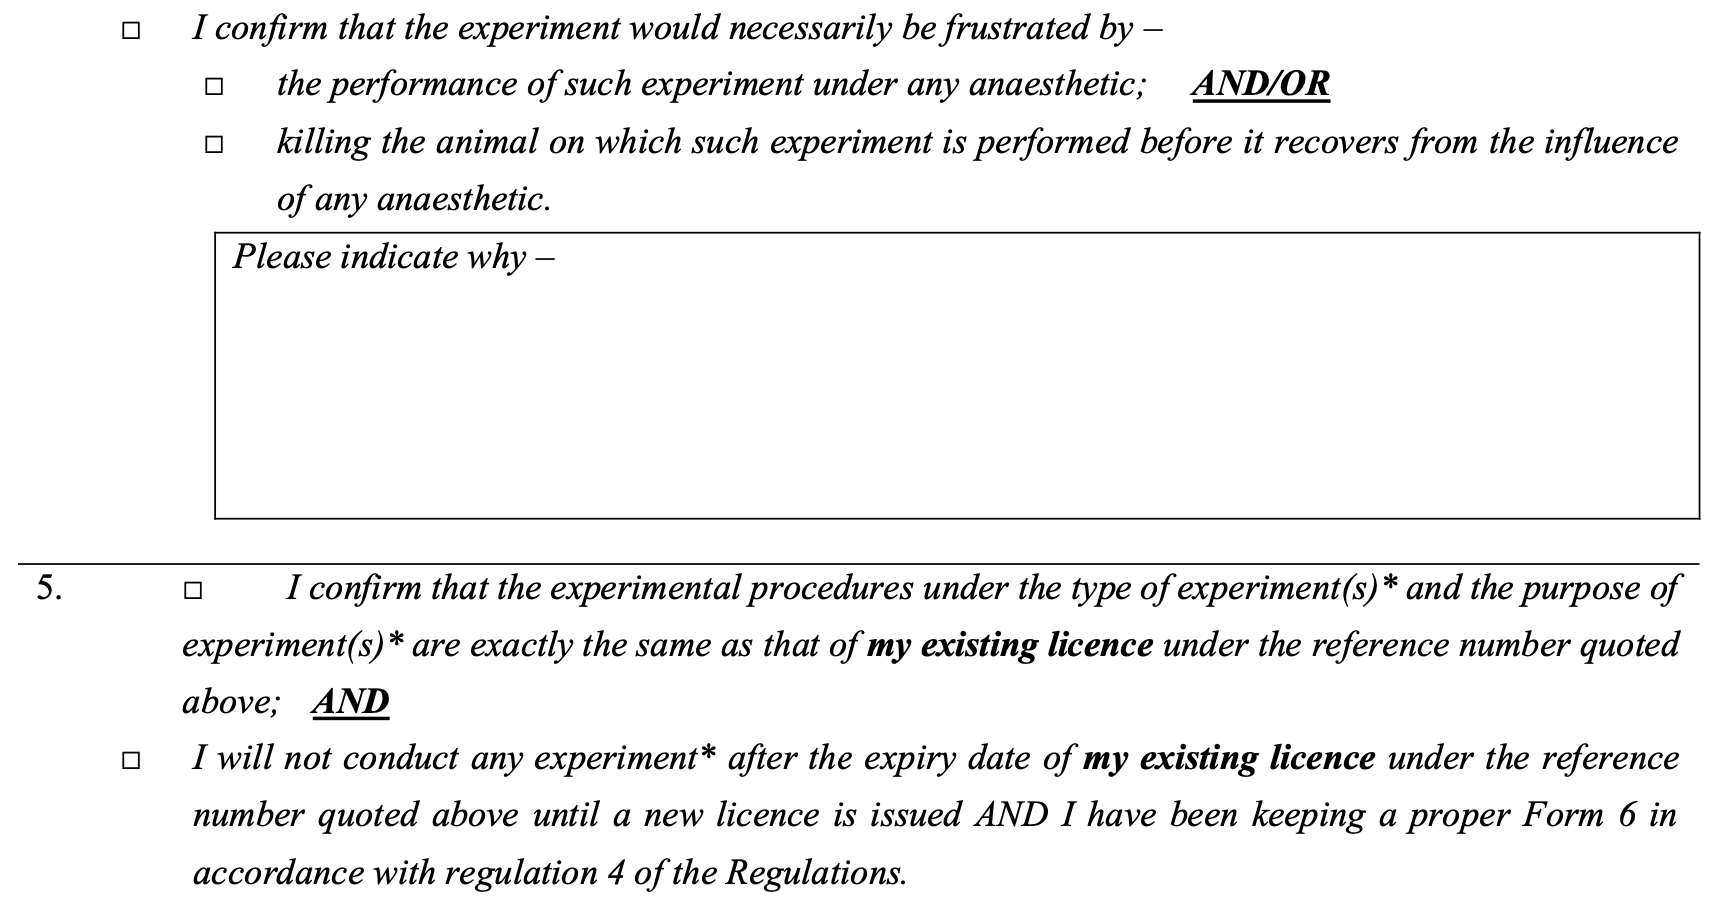 □ I confirm that the experiment would necessarily be frustrated by –
□ the performance of such experiment under any anaesthetic; AND/OR
□ killing the animal on which such experiment is performed before it recovers from the influence
of any anaesthetic.
Please indicate why –
5. □ I confirm that the experimental procedures under the type of experiment(s)* and the purpose of
experiment(s)* are exactly the same as that of my existing licence under the reference number quoted
above; AND
□ I will not conduct any experiment* after the expiry date of my existing licence under the reference
number quoted above until a new licence is issued AND I have been keeping a proper Form 6 in
accordance with regulation 4 of the Regulations.